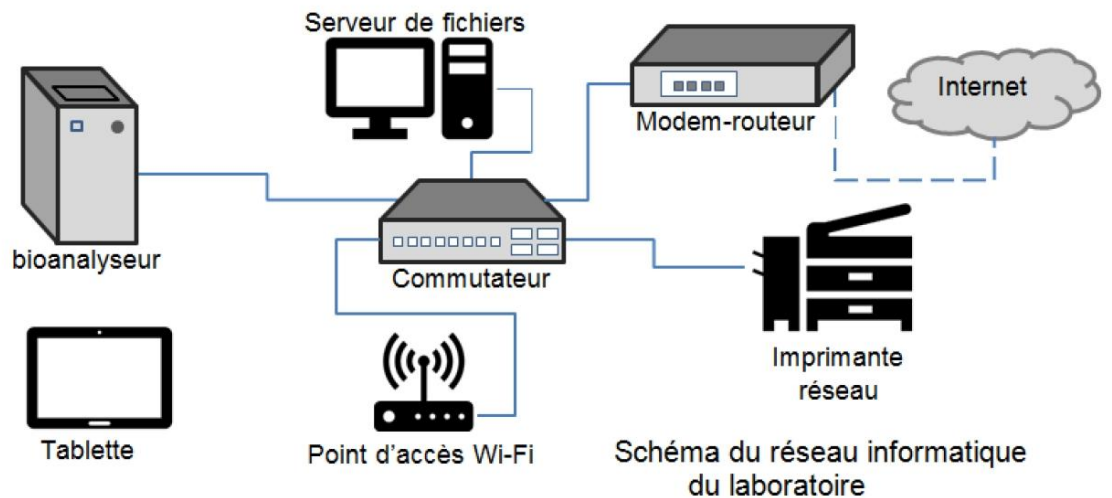 Serveur de fichiers
Internet
Modem-routeur
bioanalyseur
Commutateur
Imprimante
réseau
Tablette
Point d'accès Wi-Fi
Schéma du réseau informatique
du laboratoire